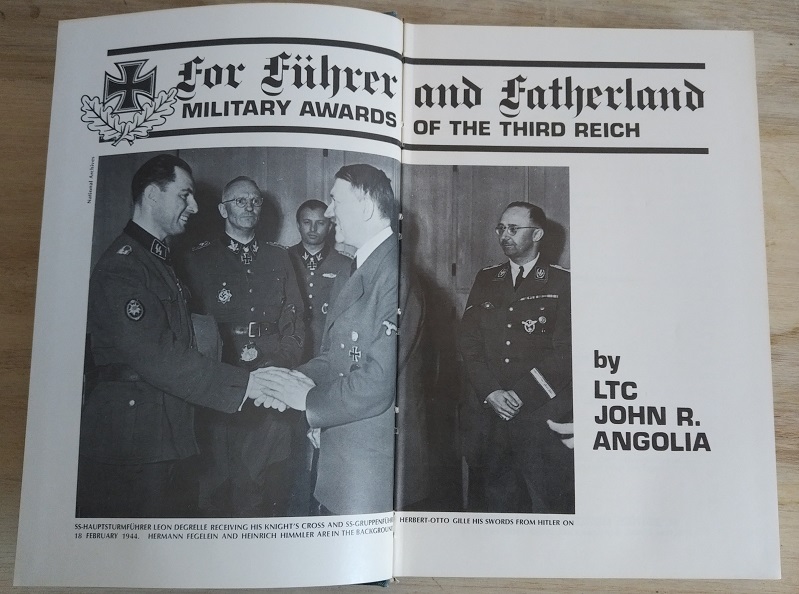 For Führer and Fatherland
MILITARY AWARDS OF THE THIRD REICH
National Archives
by
LTC
JOHN R.
ANGOLIA
SS-HAUPTSTURMFÜHRER LEON DEGRELLE RECEIVING HIS KNIGHT'S CROSS AND SS-GRUPPENFÜH HERBERT-OTTO GILLE HIS SWORDS FROM HITLER ON
18 FEBRUARY 1944. HERMANN FEGELEIN AND HEINRICH HIMMLER ARE IN THE BACKGROUND